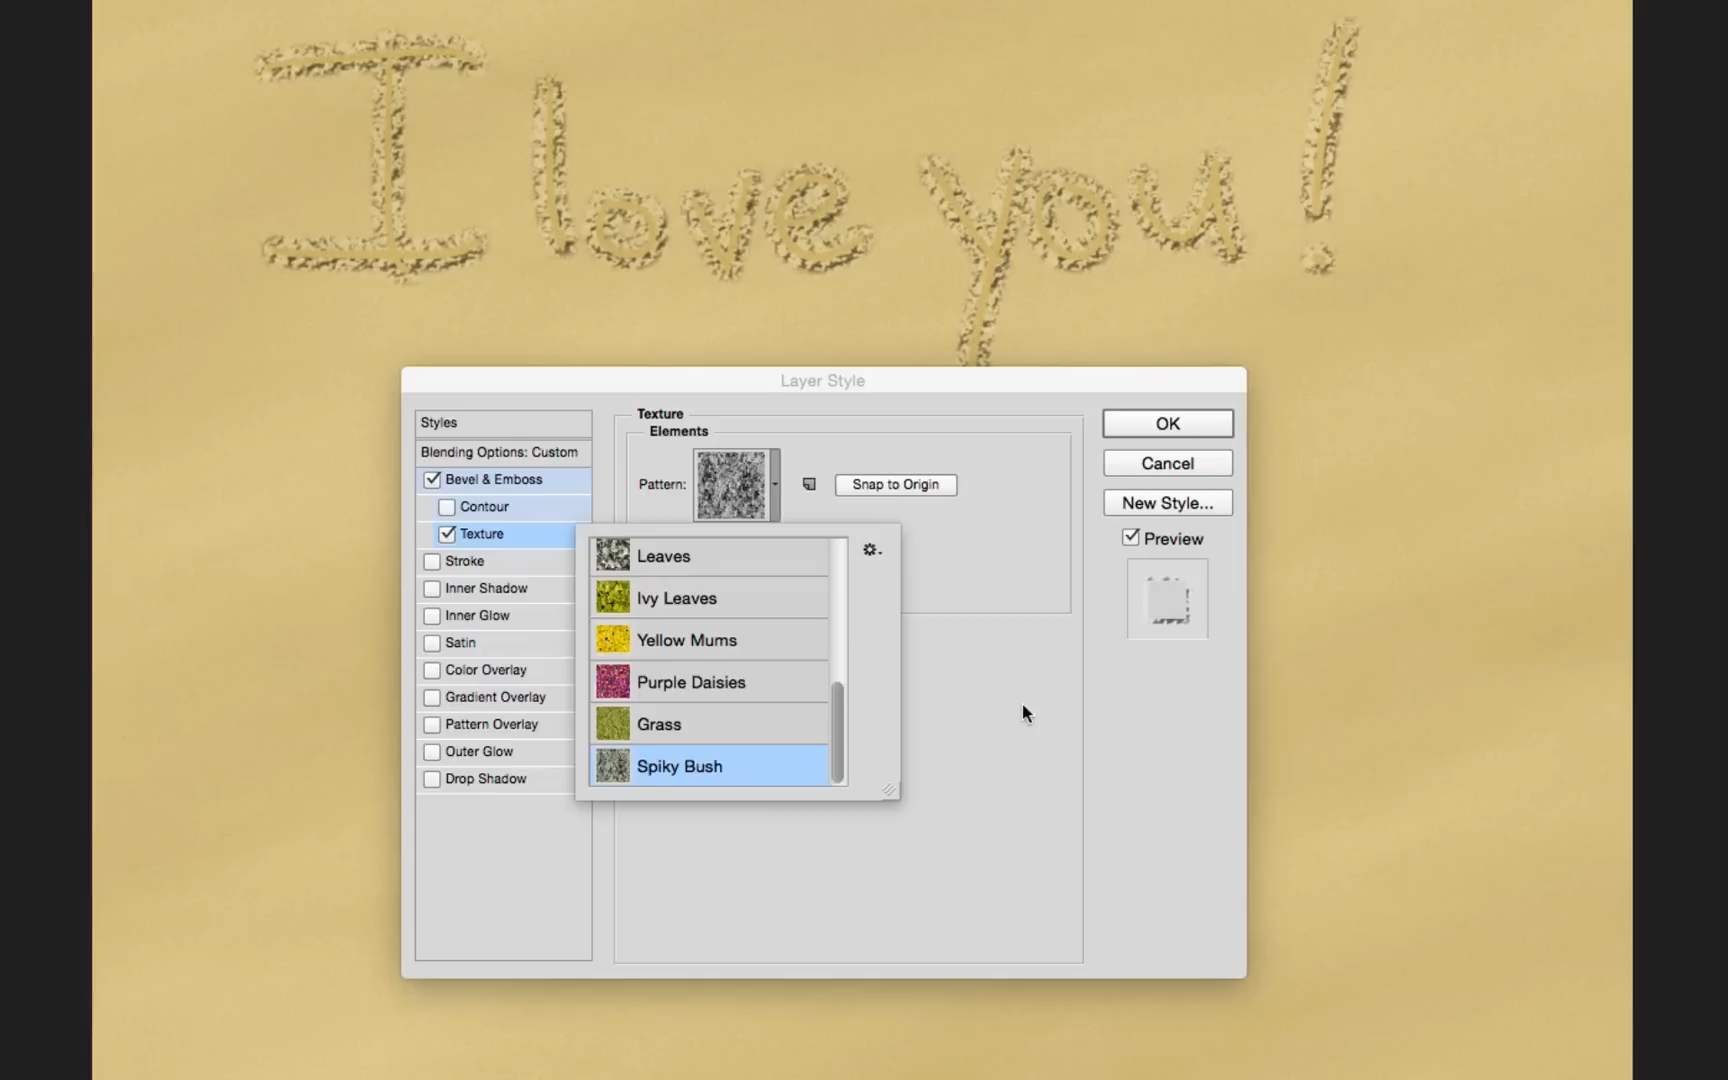 I love you!
Layer Style
Styles
Blending Options: Custom
Bevel & Emboss
Contour
Texture
Stroke
Inner Shadow
Inner Glow
Satin
Color Overlay
Gradient Overlay
Pattern Overlay
Outer Glow
Drop Shadow
Texture
Elements
Pattern:
Snap to Origin
Leaves
Ivy Leaves
Yellow Mums
Purple Daisies
Grass
Spiky Bush
OK
Cancel
New Style...
Preview